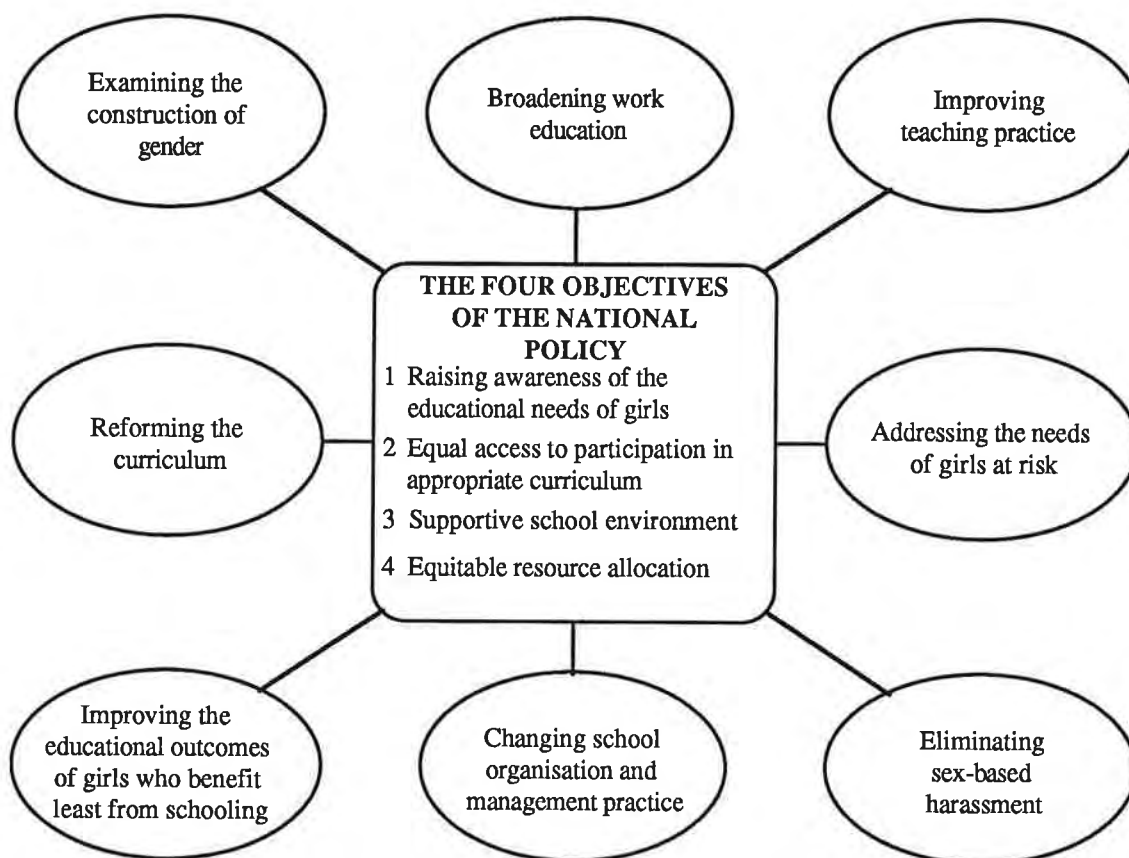 Examining the
construction of
gender
Broadening work
education
Improving
teaching practice
THE FOUR OBJECTIVES
OF THE NATIONAL
POLICY
1 Raising awareness of the
educational needs of girls
2 Equal access to participation in
appropriate curriculum
3 Supportive school environment
4 Equitable resource allocation
Reforming the
curriculum
Addressing the needs
of girls at risk
Improving the
educational outcomes
of girls who benefit
least from schooling
Changing school
organisation and
management practice
Eliminating
sex-based
harassment